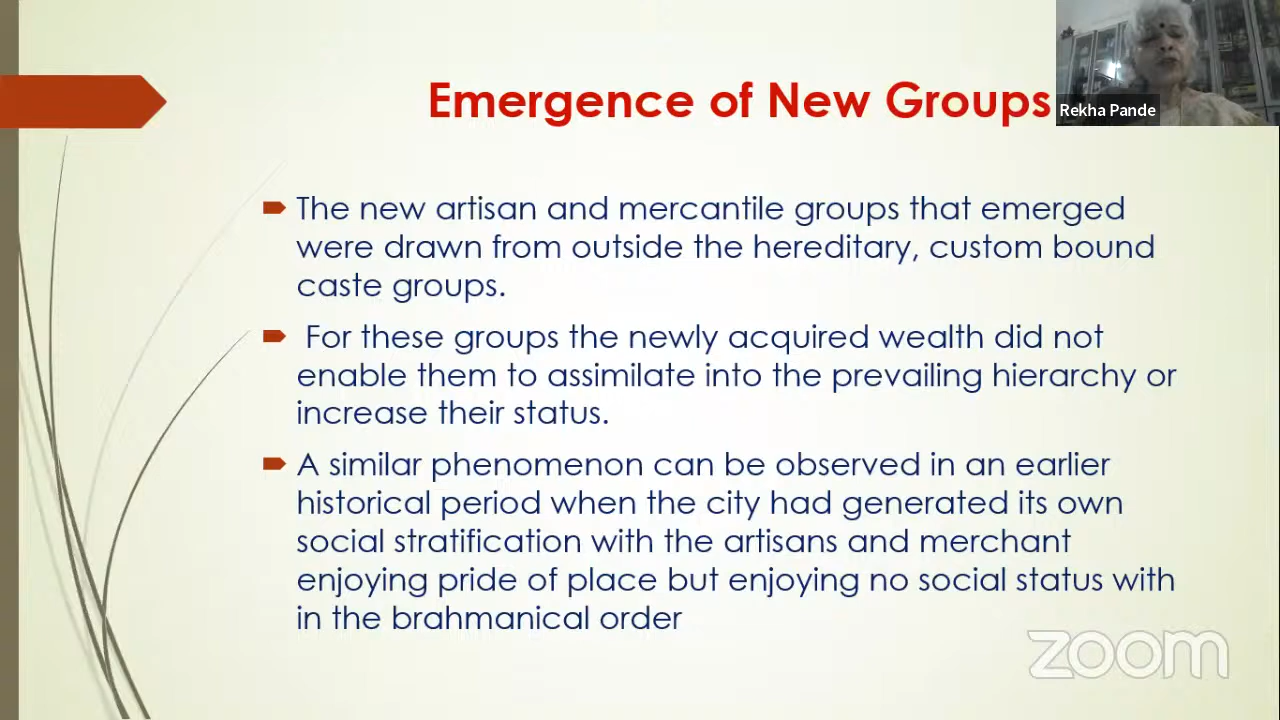 Emergence of New Groups
Rekha Pande
The new artisan and mercantile groups that emerged
were drawn from outside the hereditary, custom bound
caste groups.
For these groups the newly acquired wealth did not
enable them to assimilate into the prevailing hierarchy or
increase their status.
A similar phenomenon can be observed in an earlier
historical period when the city had generated its own
social stratification with the artisans and merchant
enjoying pride of place but enjoying no social status with
in the brahmanical order
zoom